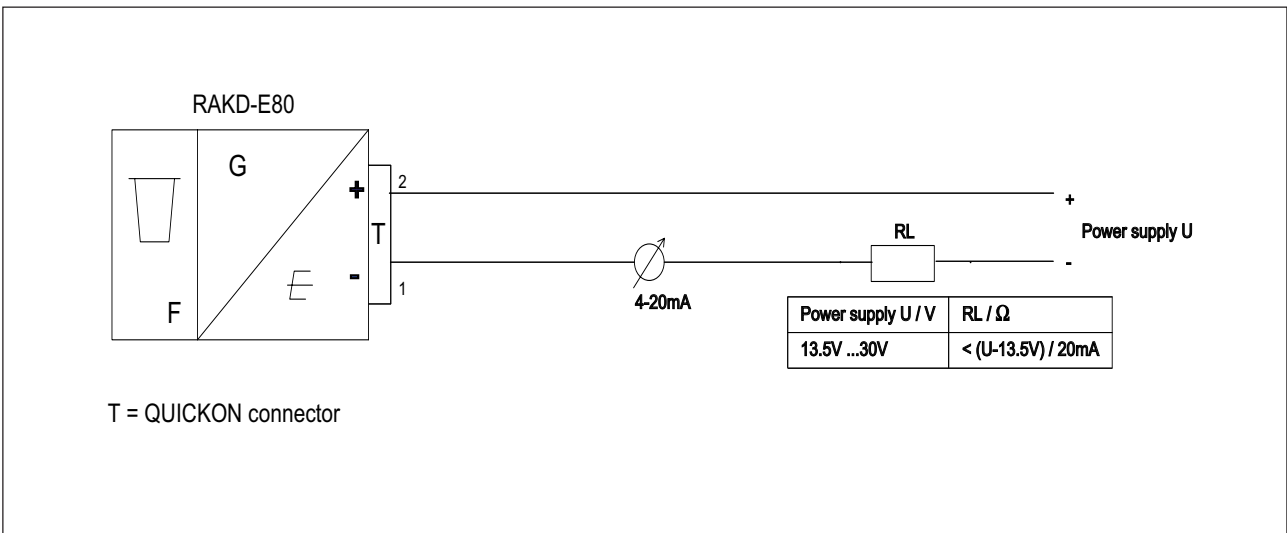 RAKD-E80
G
+
2
T
F
E
-
1
4-20mA
RL
+
Power supply U
-
Power supply U / V RL / Ω
13.5V ...30V < (U-13.5V) / 20mA
T = QUICKON connector